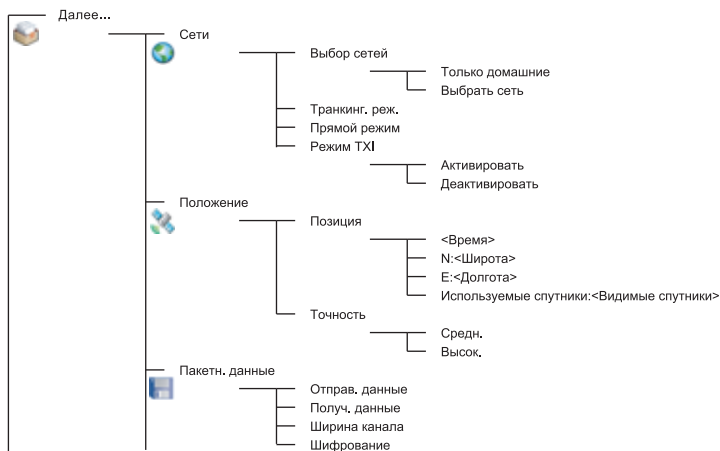 Далее...
Сети
Выбор сетей
Только домашние
Выбрать сеть
Транкинг. реж.
Прямой режим
Режим TXI
Активировать
Деактивировать
Положение
Позиция
<Время>
N:<Широта>
E:<Долгота>
Используемые спутники:<Видимые спутники>
Точность
Средн.
Высок.
Пакетн. данные
Отправ. данные
Получ. данные
Ширина канала
Шифрование